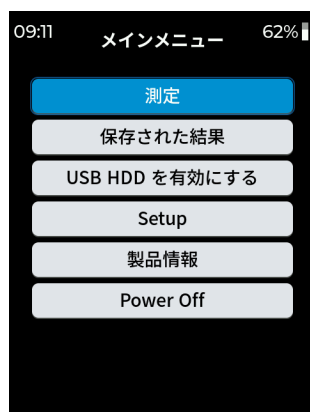 09:11 メインメニュー 62%
測定
保存された結果
USB HDD を有効にする
Setup
製品情報
Power Off